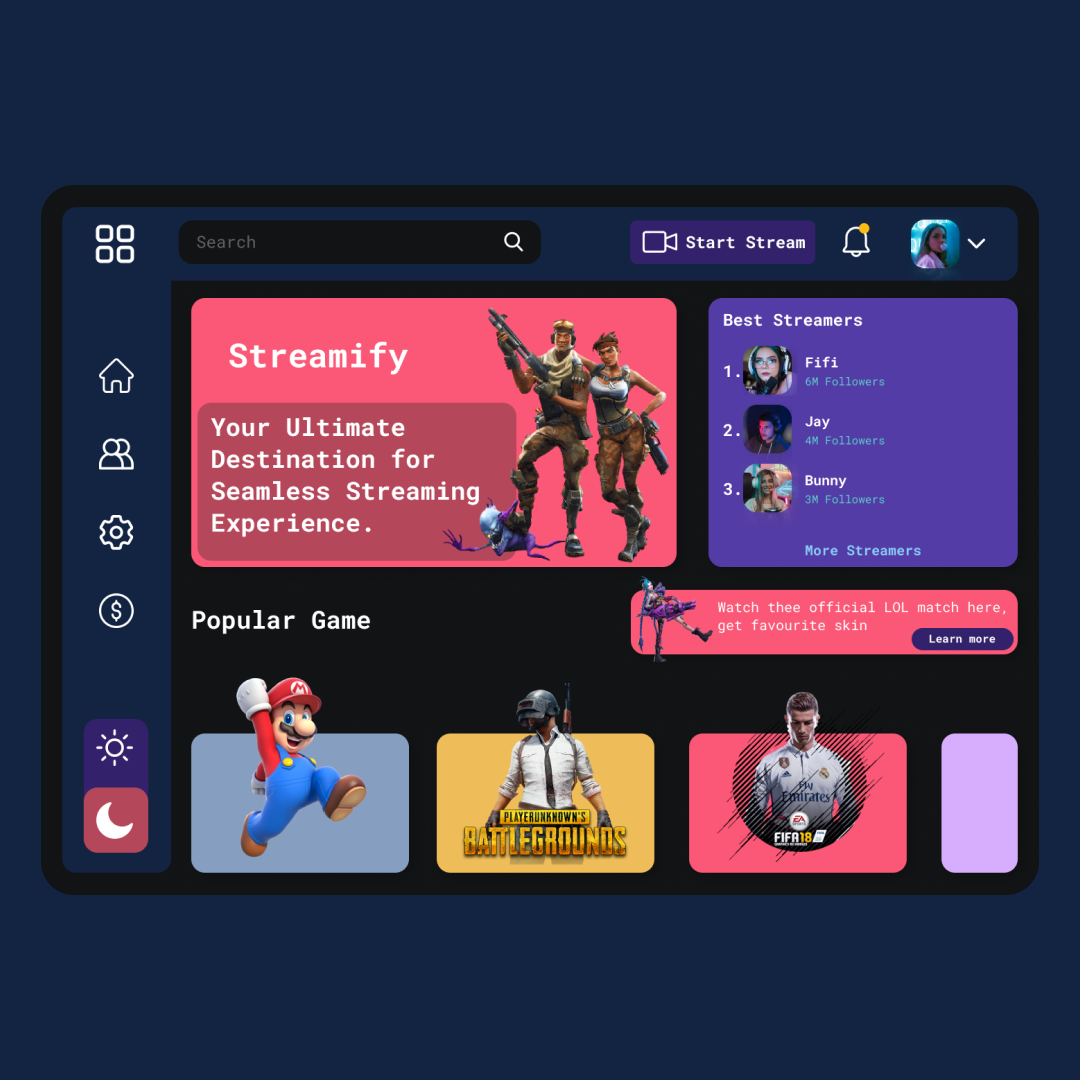 Search
Start Stream
Streamify
Your Ultimate
Destination for
Seamless Streaming
Experience.
Best Streamers
1.
Fifi
6M Followers
2.
Jay
4M Followers
3.
Bunny
3M Followers
More Streamers
Popular Game
Watch thee official LOL match here,
get favourite skin
Learn more
M
PLAYERUNKNOWN'S
BATTLEGROUNDS
Fly
Emirates
EA
SPORTS
FIFA18